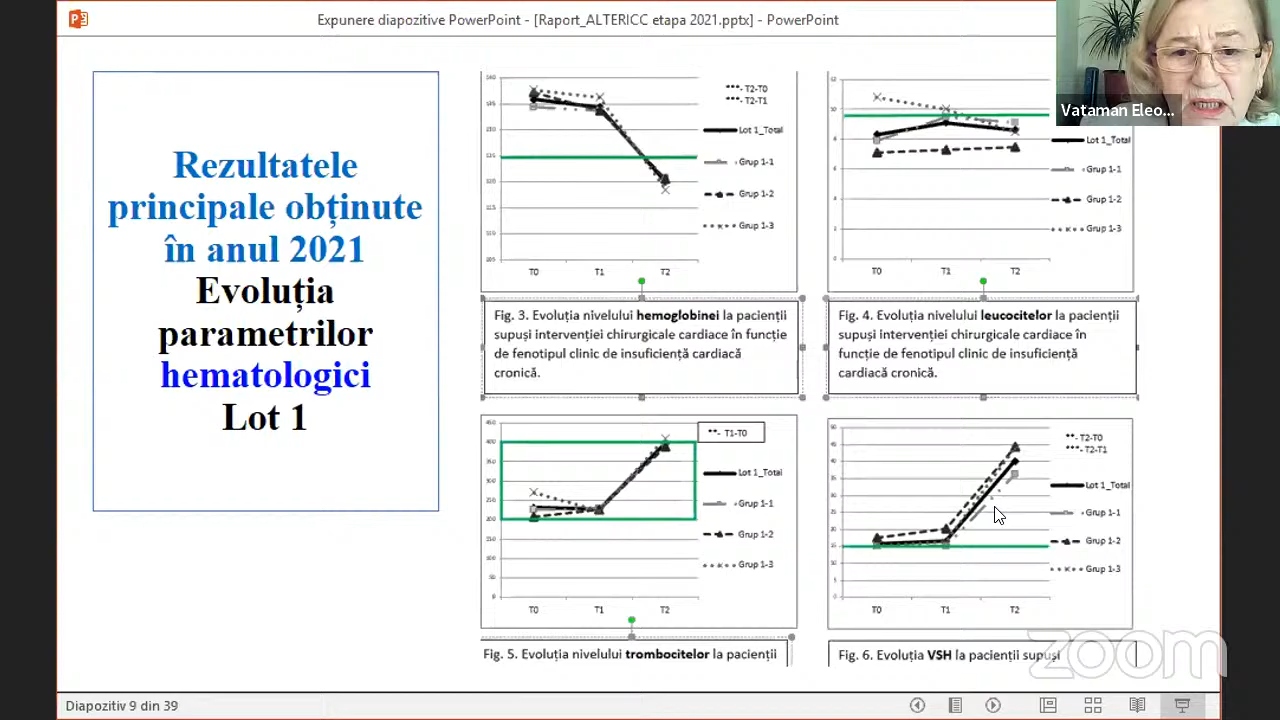 Expunere diapozitive PowerPoint - [Raport_ALTERICC etapa 2021.pptx] - PowerPoint
Vataman Eleo...
Rezultatele
principale obținute
în anul 2021
Evoluția
parametrilor
hematologici
Lot 1
T2-T0
T2-T1
Lot 1_Total
Grup 1-1
Grup 1-2
Grup 1-3
T0 T1 T2
Lot 1_Total
Grup 1-1
Grup 1-2
Grup 1-3
T0 T1 T2
Fig. 3. Evoluția nivelului hemoglobinei la pacienții
supuși intervenției chirurgicale cardiace în funcție
de fenotipul clinic de insuficiență cardiacă
cronică.
Fig. 4. Evoluția nivelului leucocitelor la pacienții
supuși intervenției chirurgicale cardiace în
funcție de fenotipul clinic de insuficiență
cardiacă cronică.
**- T1-T0
Lot 1_Total
Grup 1-1
Grup 1-2
Grup 1-3
T0 T1 T2
T2-T0
T2-T1
Lot 1_Total
Grup 1-1
Grup 1-2
Grup 1-3
T0 T1 T2
Fig. 5. Evoluția nivelului trombocitelor la pacienții
Fig. 6. Evoluția VSH la pacienții supuși
zoom
Diapozitiv 9 din 39